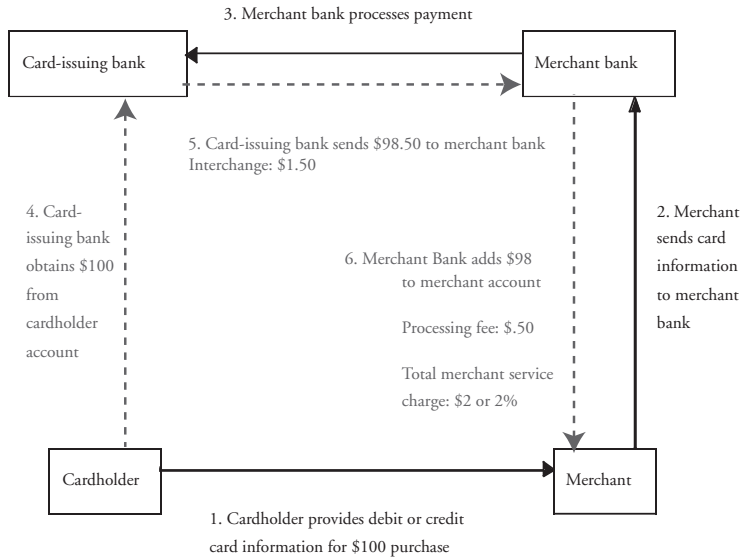 3. Merchant bank processes payment
Card-issuing bank
Merchant bank
5. Card-issuing bank sends $98.50 to merchant bank
Interchange: $1.50
4. Card-
issuing bank
obtains $100
from
cardholder
account
6. Merchant Bank adds $98
to merchant account
Processing fee: $.50
Total merchant service
charge: $2 or 2%
2. Merchant
sends card
information
to merchant
bank
Cardholder
Merchant
1. Cardholder provides debit or credit
card information for $100 purchase